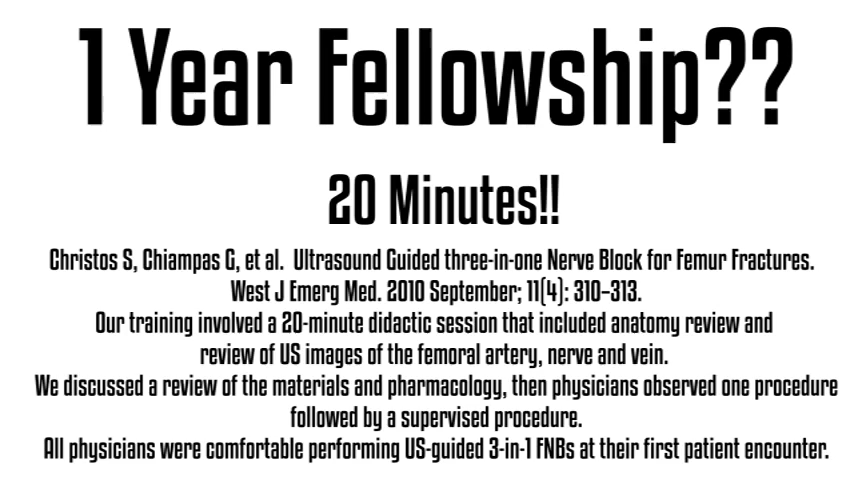 1 Year Fellowship??
20 Minutes!!
Christos S, Chiampas G, et al. Ultrasound Guided three-in-one Nerve Block for Femur Fractures.
West J Emerg Med. 2010 September; 11(4): 310–313.
Our training involved a 20-minute didactic session that included anatomy review and
review of US images of the femoral artery, nerve and vein.
We discussed a review of the materials and pharmacology, then physicians observed one procedure
followed by a supervised procedure.
All physicians were comfortable performing US-guided 3-in-1 FNBs at their first patient encounter.